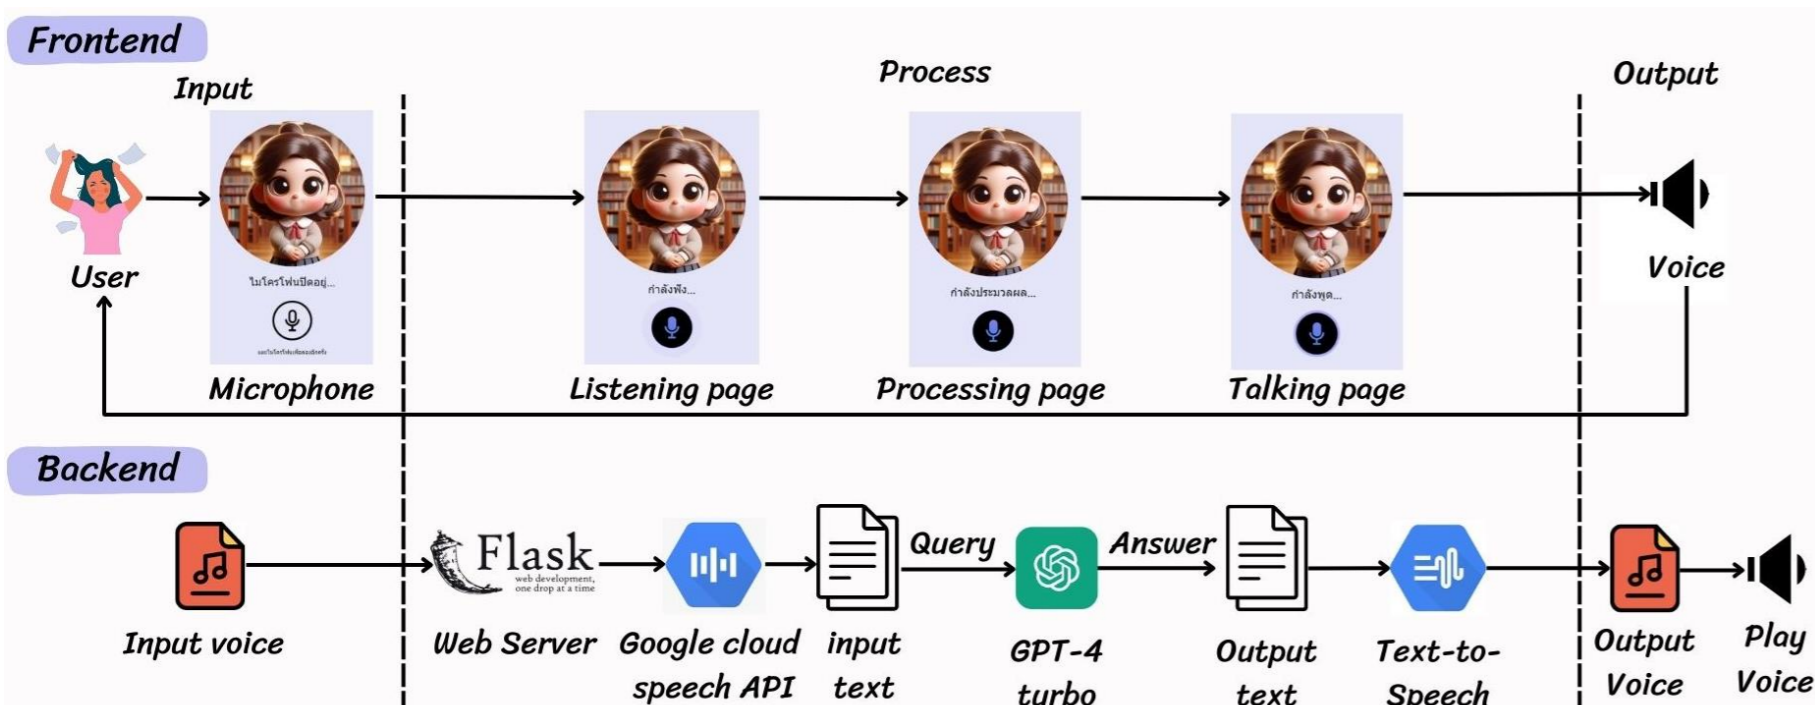 Frontend
Input
Process
Output
ไมโครโฟนปิดอยู่...
กำลังฟัง...
กำลังประมวลผล...
กำลังพูด...
User
Voice
Microphone
Listening page
Processing page
Talking page
Backend
Flask
web development,
one drop at a time
Query
Answer
Input voice
Web Server
Google cloud
speech API
input
text
GPT-4
turbo
Output
text
Text-to-
Speech
Output
Voice
Play
Voice